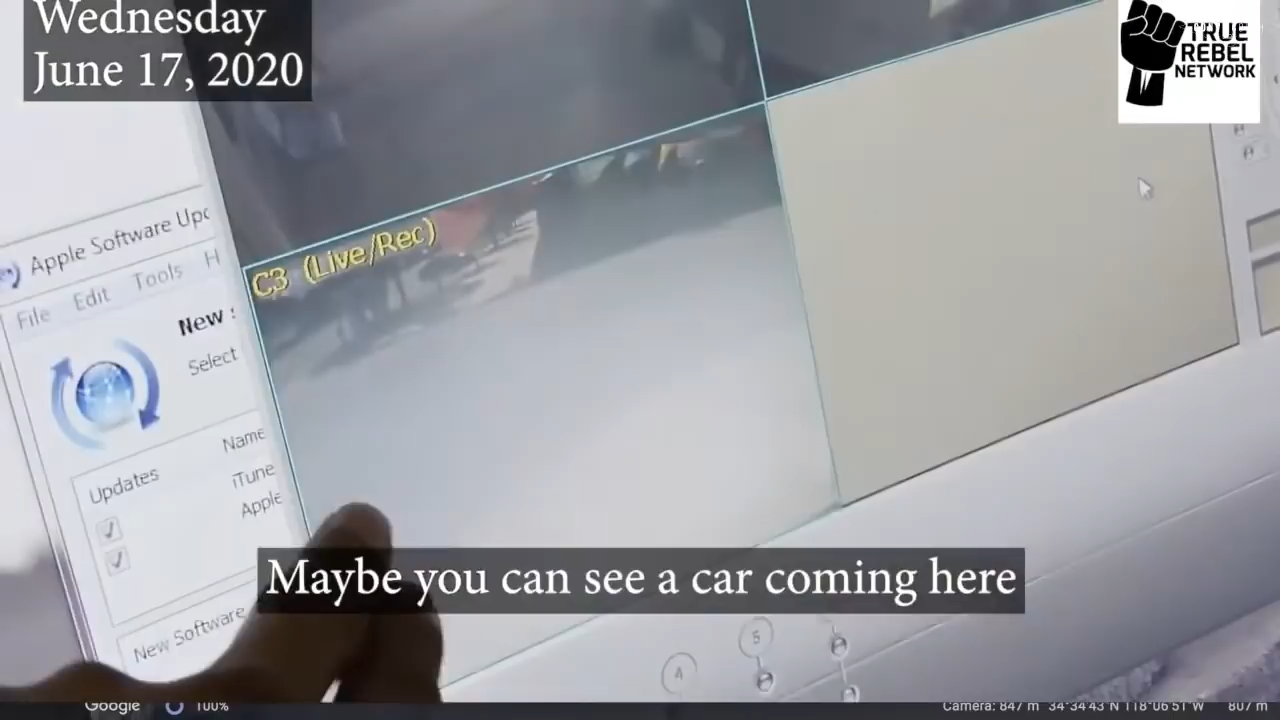 Wednesday
June 17, 2020
TRUE
REBEL
NETWORK
C3 (Live/Rec)
Apple Software Upd
File Edit Tools H
New
Select
Name
Updates
iTune
Apple
Maybe you can see a car coming here
New Software
5
4
Google 100% Camera: 847 m 34°34'43"N 118°06'51"W 807 m